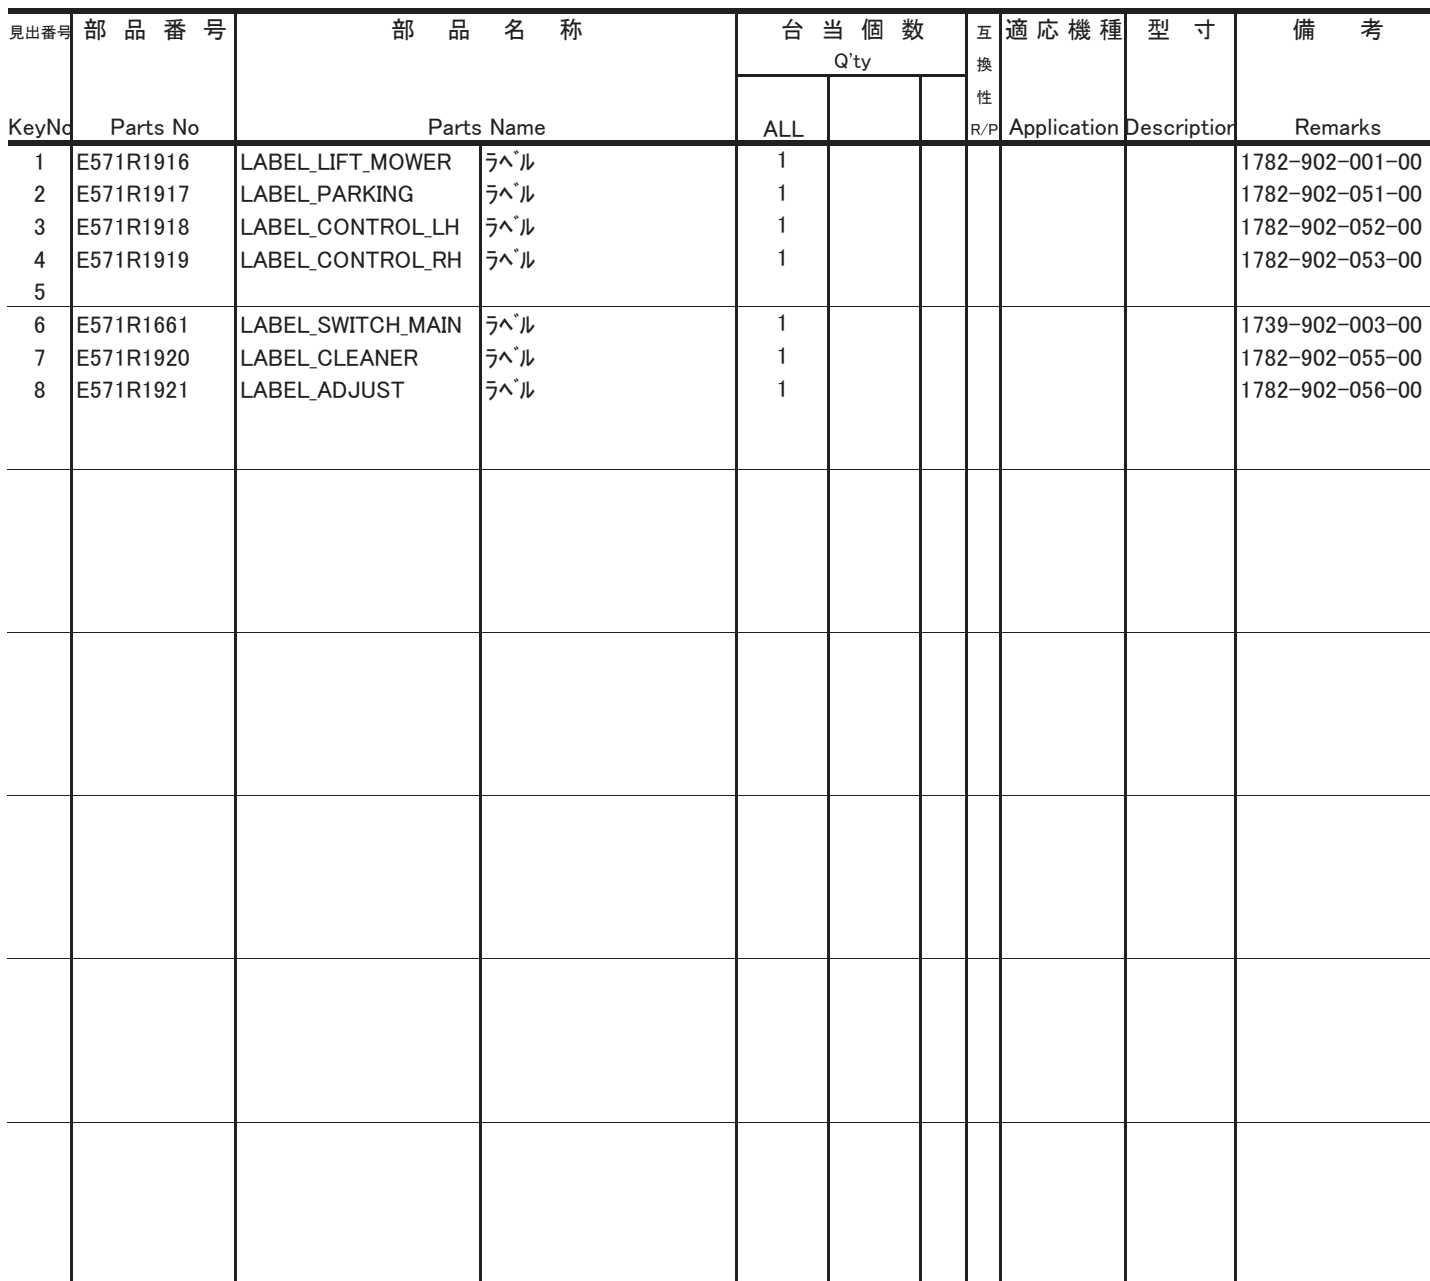 見出番号 部 品 番 号 部 品 名 称 台 当 個 数 互 適応機種 型 寸 備 考
Q'ty 換
性
KeyNo Parts No Parts Name ALL R/P Application Description Remarks
1 E571R1916 LABEL_LIFT_MOWER ﾗﾍﾞﾙ 1 1782-902-001-00
2 E571R1917 LABEL_PARKING ﾗﾍﾞﾙ 1 1782-902-051-00
3 E571R1918 LABEL_CONTROL_LH ﾗﾍﾞﾙ 1 1782-902-052-00
4 E571R1919 LABEL_CONTROL_RH ﾗﾍﾞﾙ 1 1782-902-053-00
5
6 E571R1661 LABEL_SWITCH_MAIN ﾗﾍﾞﾙ 1 1739-902-003-00
7 E571R1920 LABEL_CLEANER ﾗﾍﾞﾙ 1 1782-902-055-00
8 E571R1921 LABEL_ADJUST ﾗﾍﾞﾙ 1 1782-902-056-00